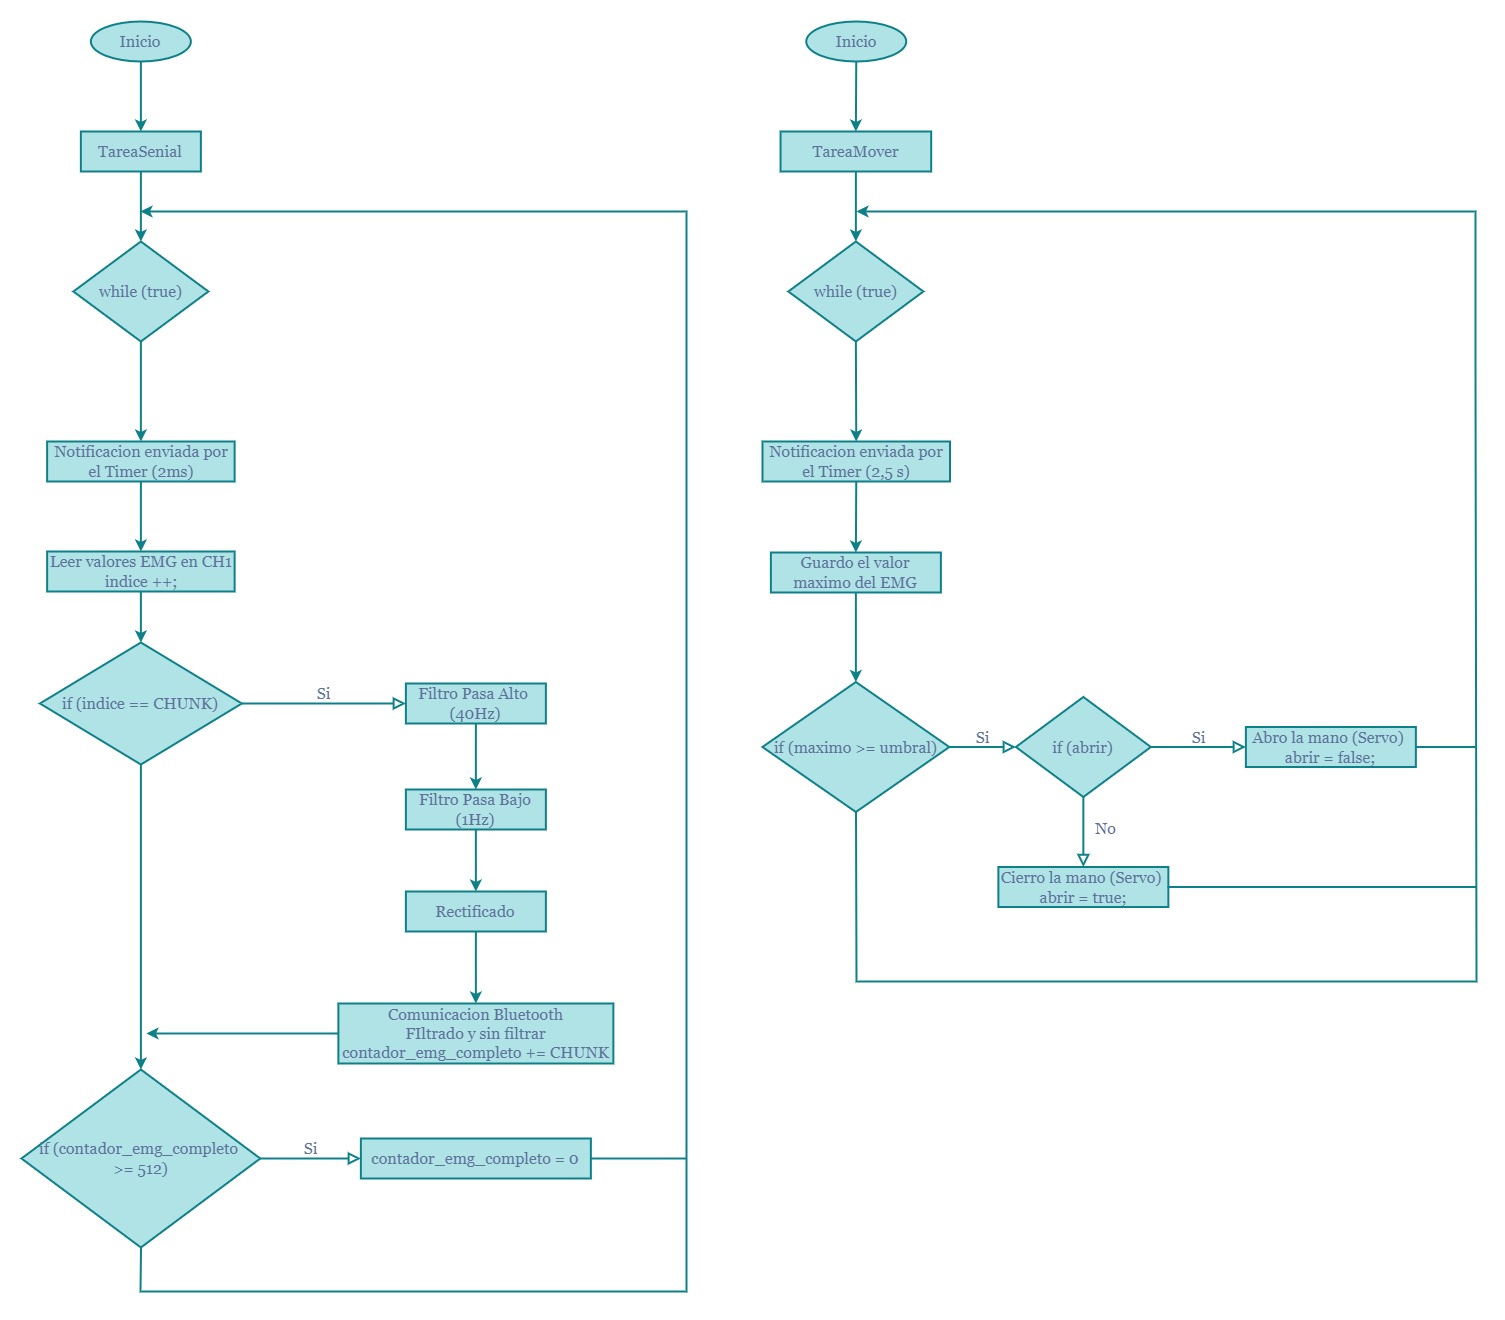 Inicio
TareaSenial
while (true)
Notificacion enviada por
el Timer (2ms)
Leer valores EMG en CH1
indice ++;
if (indice == CHUNK)
Si
Filtro Pasa Alto
(40Hz)
Filtro Pasa Bajo
(1Hz)
Rectificado
Comunicacion Bluetooth
FIltrado y sin filtrar
contador_emg_completo += CHUNK
if (contador_emg_completo
>= 512)
Si
contador_emg_completo = 0
Inicio
TareaMover
while (true)
Notificacion enviada por
el Timer (2,5 s)
Guardo el valor
maximo del EMG
if (maximo >= umbral)
Si
if (abrir)
Si
Abro la mano (Servo)
abrir = false;
No
Cierro la mano (Servo)
abrir = true;